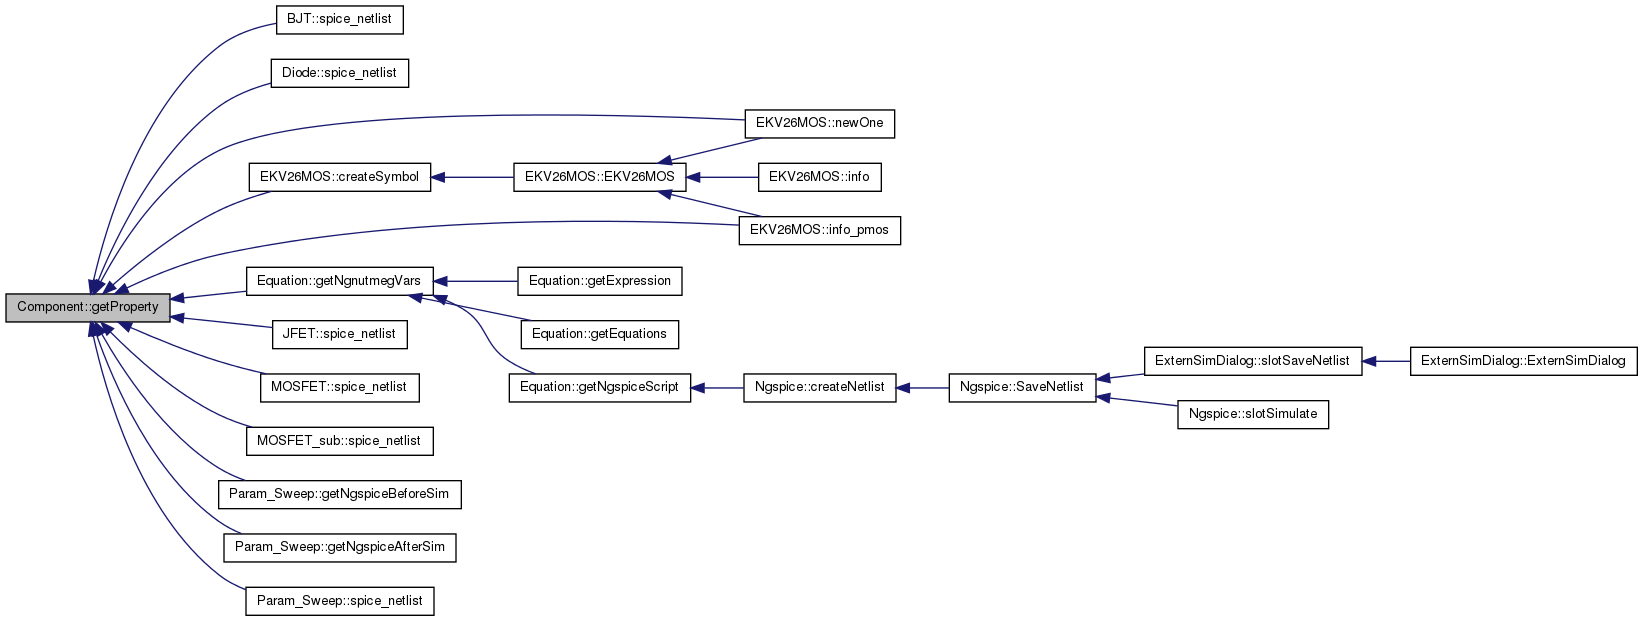 BJT::spice_netlist
Diode::spice_netlist
EKV26MOS::newOne
EKV26MOS::createSymbol
EKV26MOS::EKV26MOS
EKV26MOS::info
EKV26MOS::info_pmos
Equation::getNgnutmegVars
Equation::getExpression
Component::getProperty
JFET::spice_netlist
Equation::getEquations
ExternSimDialog::slotSaveNetlist
ExternSimDialog::ExternSimDialog
MOSFET::spice_netlist
Equation::getNgspiceScript
Ngspice::createNetlist
Ngspice::SaveNetlist
Ngspice::slotSimulate
MOSFET_sub::spice_netlist
Param_Sweep::getNgspiceBeforeSim
Param_Sweep::getNgspiceAfterSim
Param_Sweep::spice_netlist